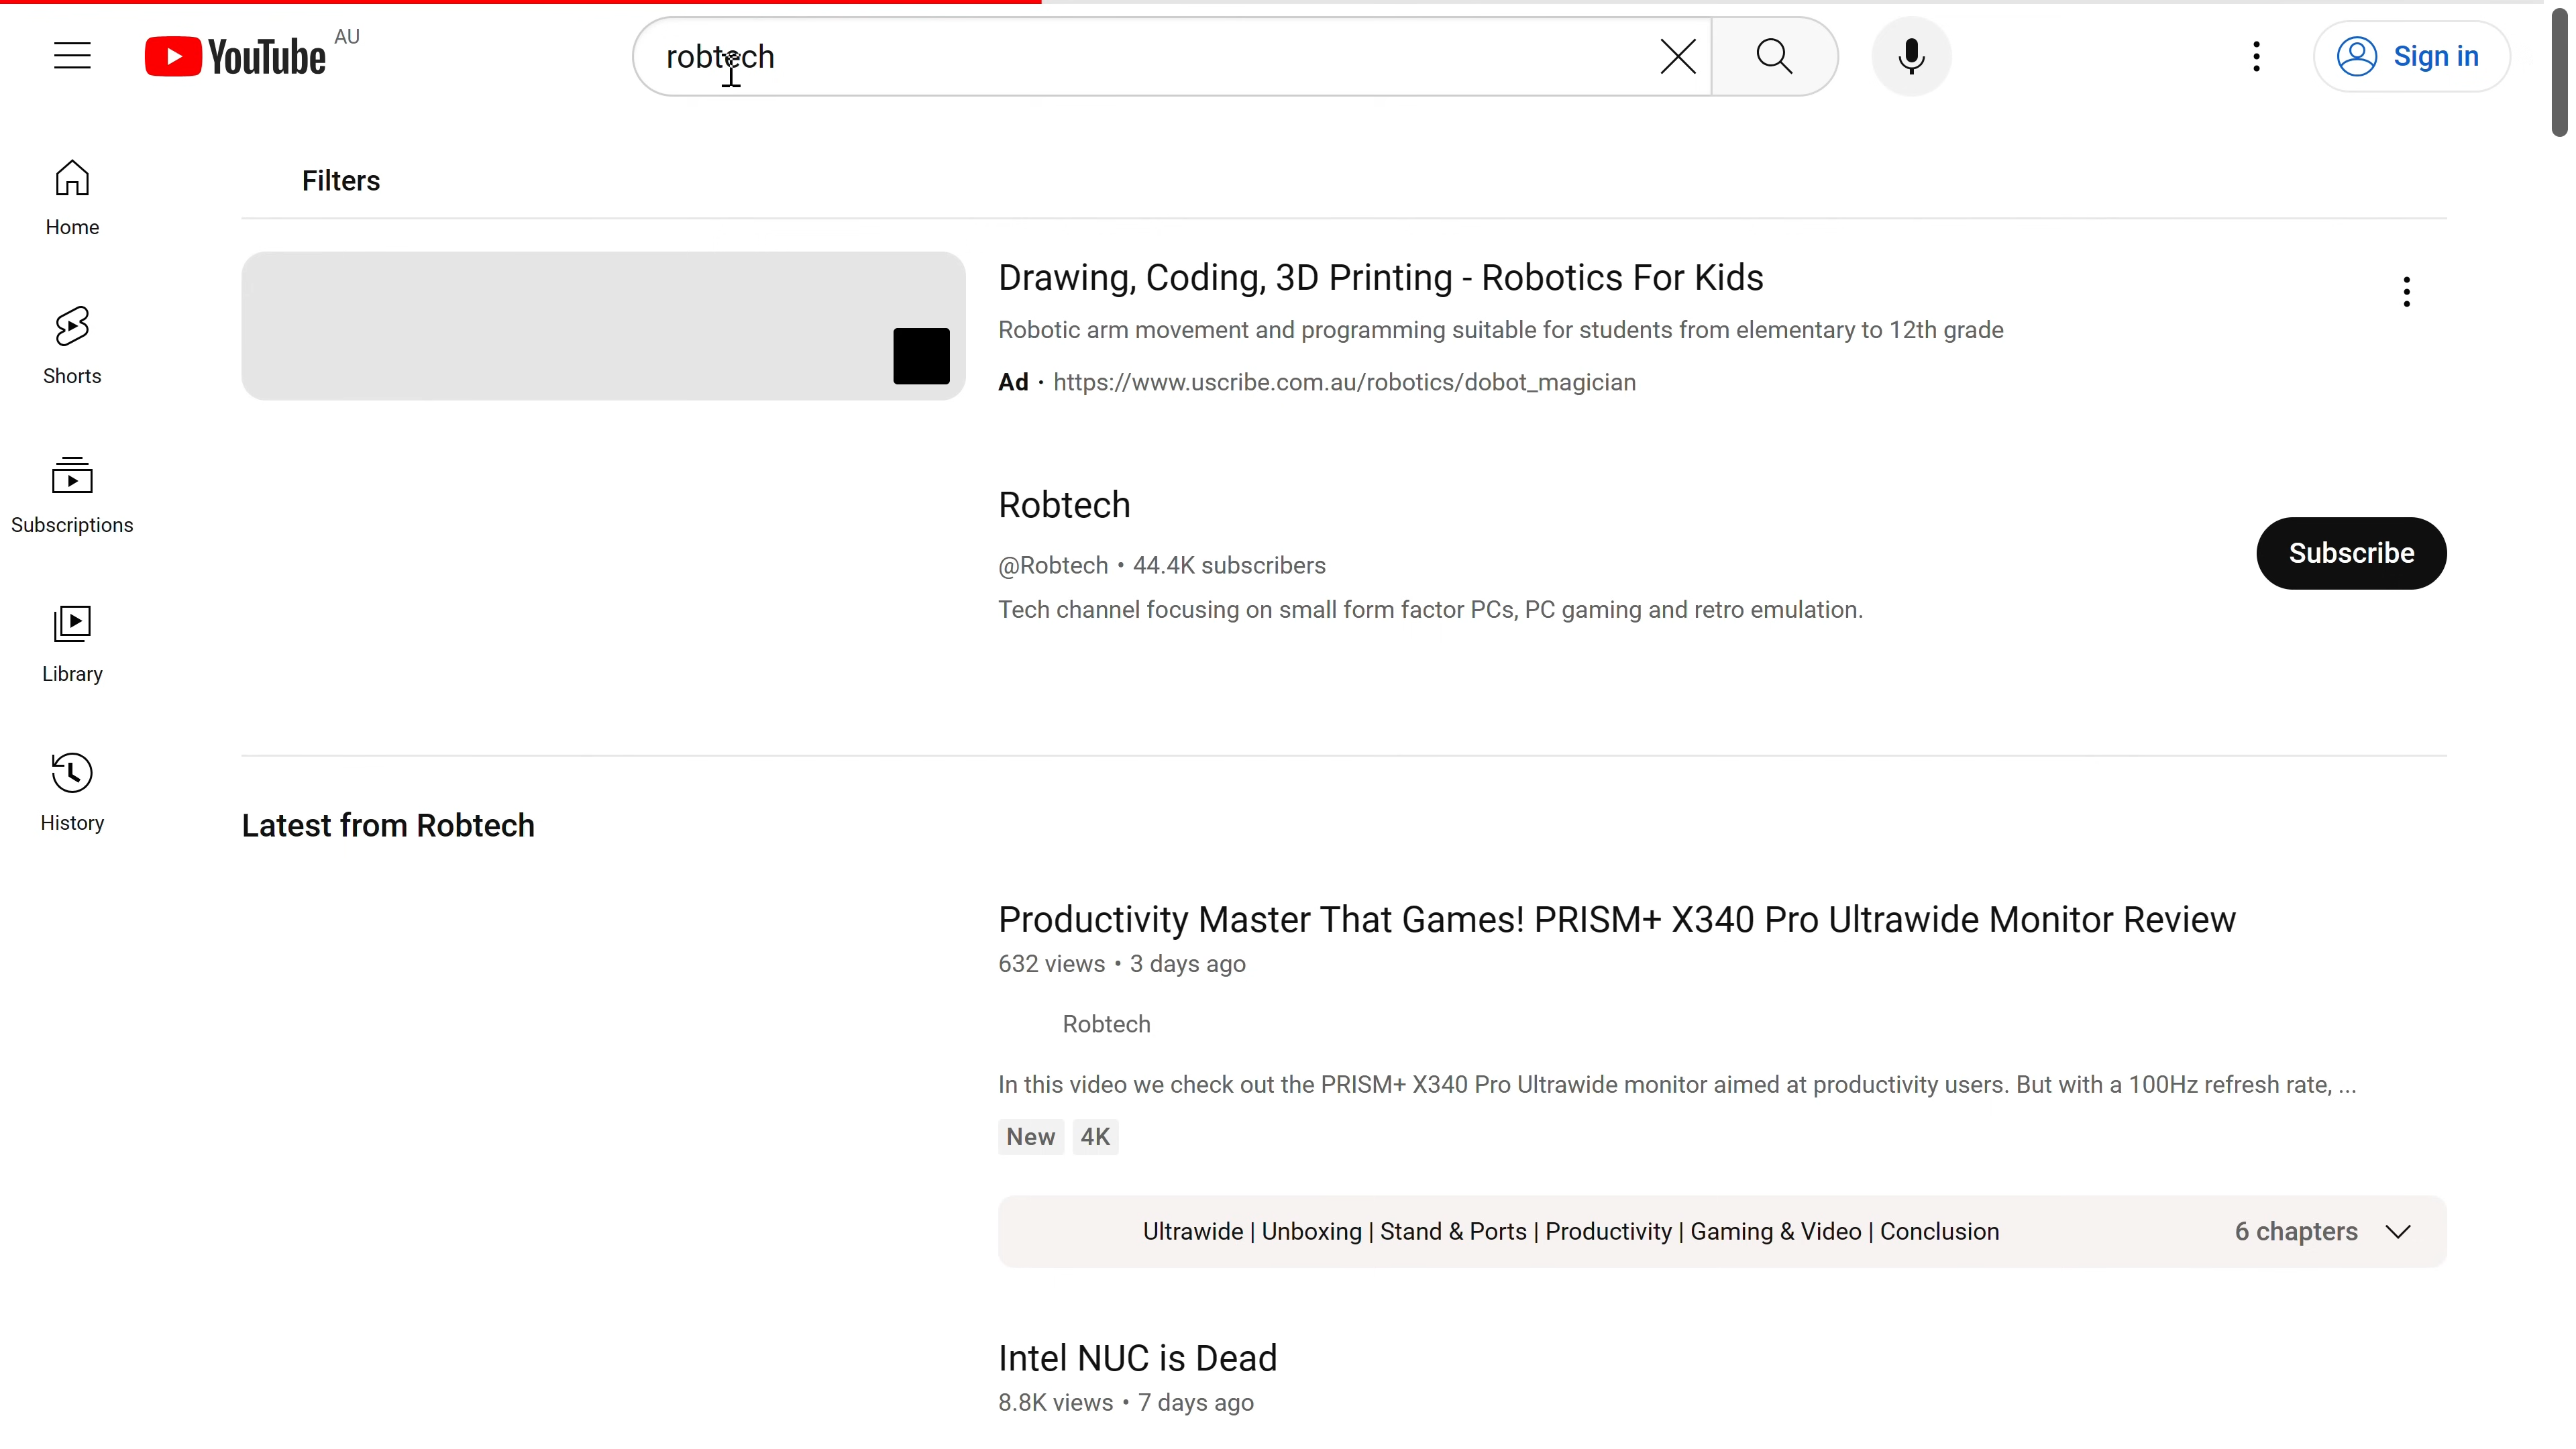 YouTube AU
robtech
Sign in
Home
Shorts
Subscriptions
Library
History
Filters
Drawing, Coding, 3D Printing - Robotics For Kids
Robotic arm movement and programming suitable for students from elementary to 12th grade
Ad · https://www.uscribe.com.au/robotics/dobot_magician
Robtech
@Robtech • 44.4K subscribers
Tech channel focusing on small form factor PCs, PC gaming and retro emulation.
Subscribe
Latest from Robtech
Productivity Master That Games! PRISM+ X340 Pro Ultrawide Monitor Review
632 views • 3 days ago
Robtech
In this video we check out the PRISM+ X340 Pro Ultrawide monitor aimed at productivity users. But with a 100Hz refresh rate, ...
New 4K
Ultrawide | Unboxing | Stand & Ports | Productivity | Gaming & Video | Conclusion 6 chapters
Intel NUC is Dead
8.8K views • 7 days ago